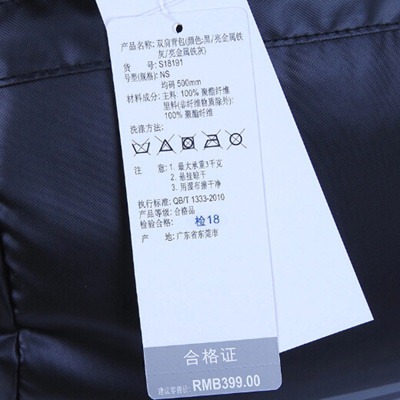 产品名称: 双肩背包(颜色:黑/亮金属铁
灰/亮金属铁灰)
货 号: S18191
号型(规格): NS
均码 500mm
材质成分: 主料: 100% 聚酯纤维
里料(非纤维物质除外):
100% 聚酯纤维
洗涤方法:
注 意: 1. 最大承重3千克
2. 悬挂晾干
3. 用湿布擦干净
执行标准: QB/T 1333-2010
产品等级: 合格品
检验合格: 检18
产 地: 广东省东莞市
合格证
建议零售价: RMB399.00